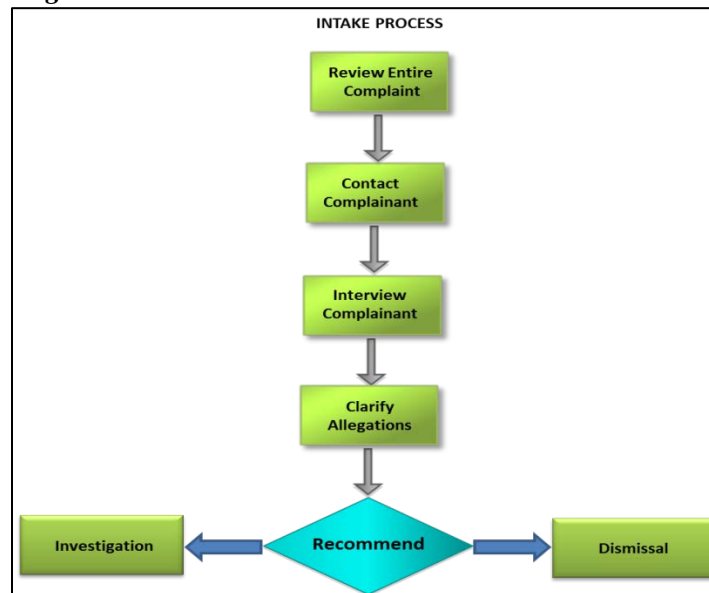 INTAKE PROCESS
Review Entire
Complaint
Contact
Complainant
Interview
Complainant
Clarify
Allegations
Investigation
Recommend
Dismissal